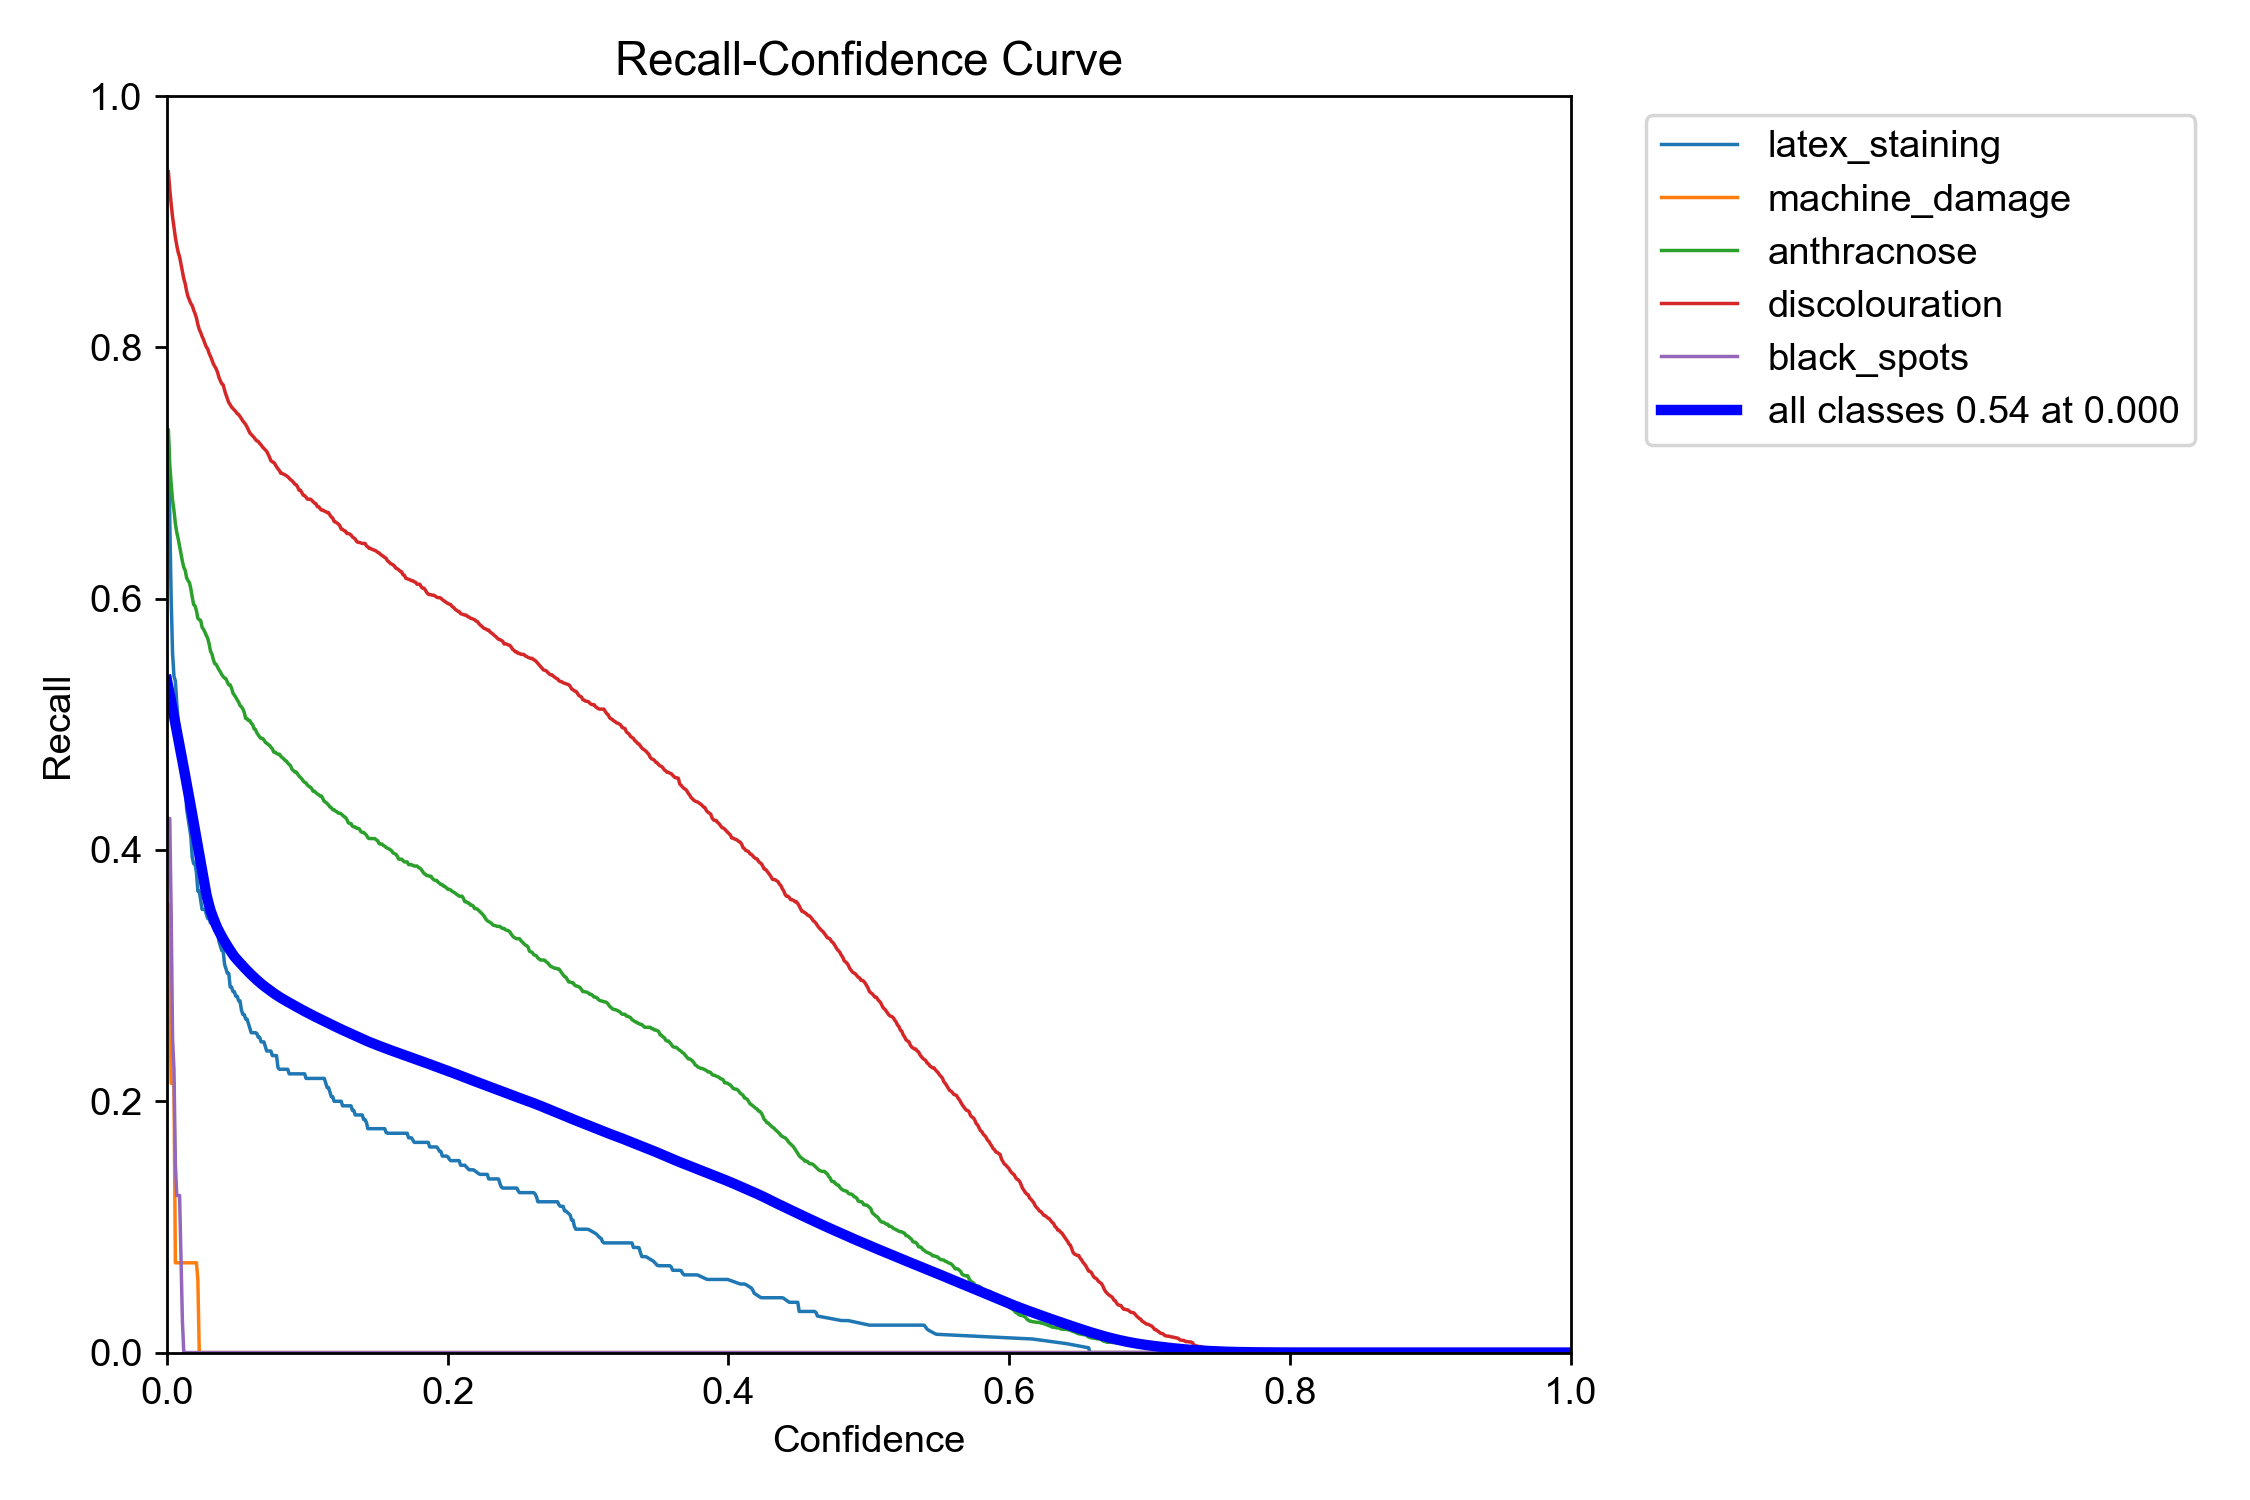 Recall-Confidence Curve
1.0
0.8
0.6
0.4
0.2
0.0
Recall
0.0 0.2 0.4 0.6 0.8 1.0
Confidence
latex_staining
machine_damage
anthracnose
discolouration
black_spots
all classes 0.54 at 0.000